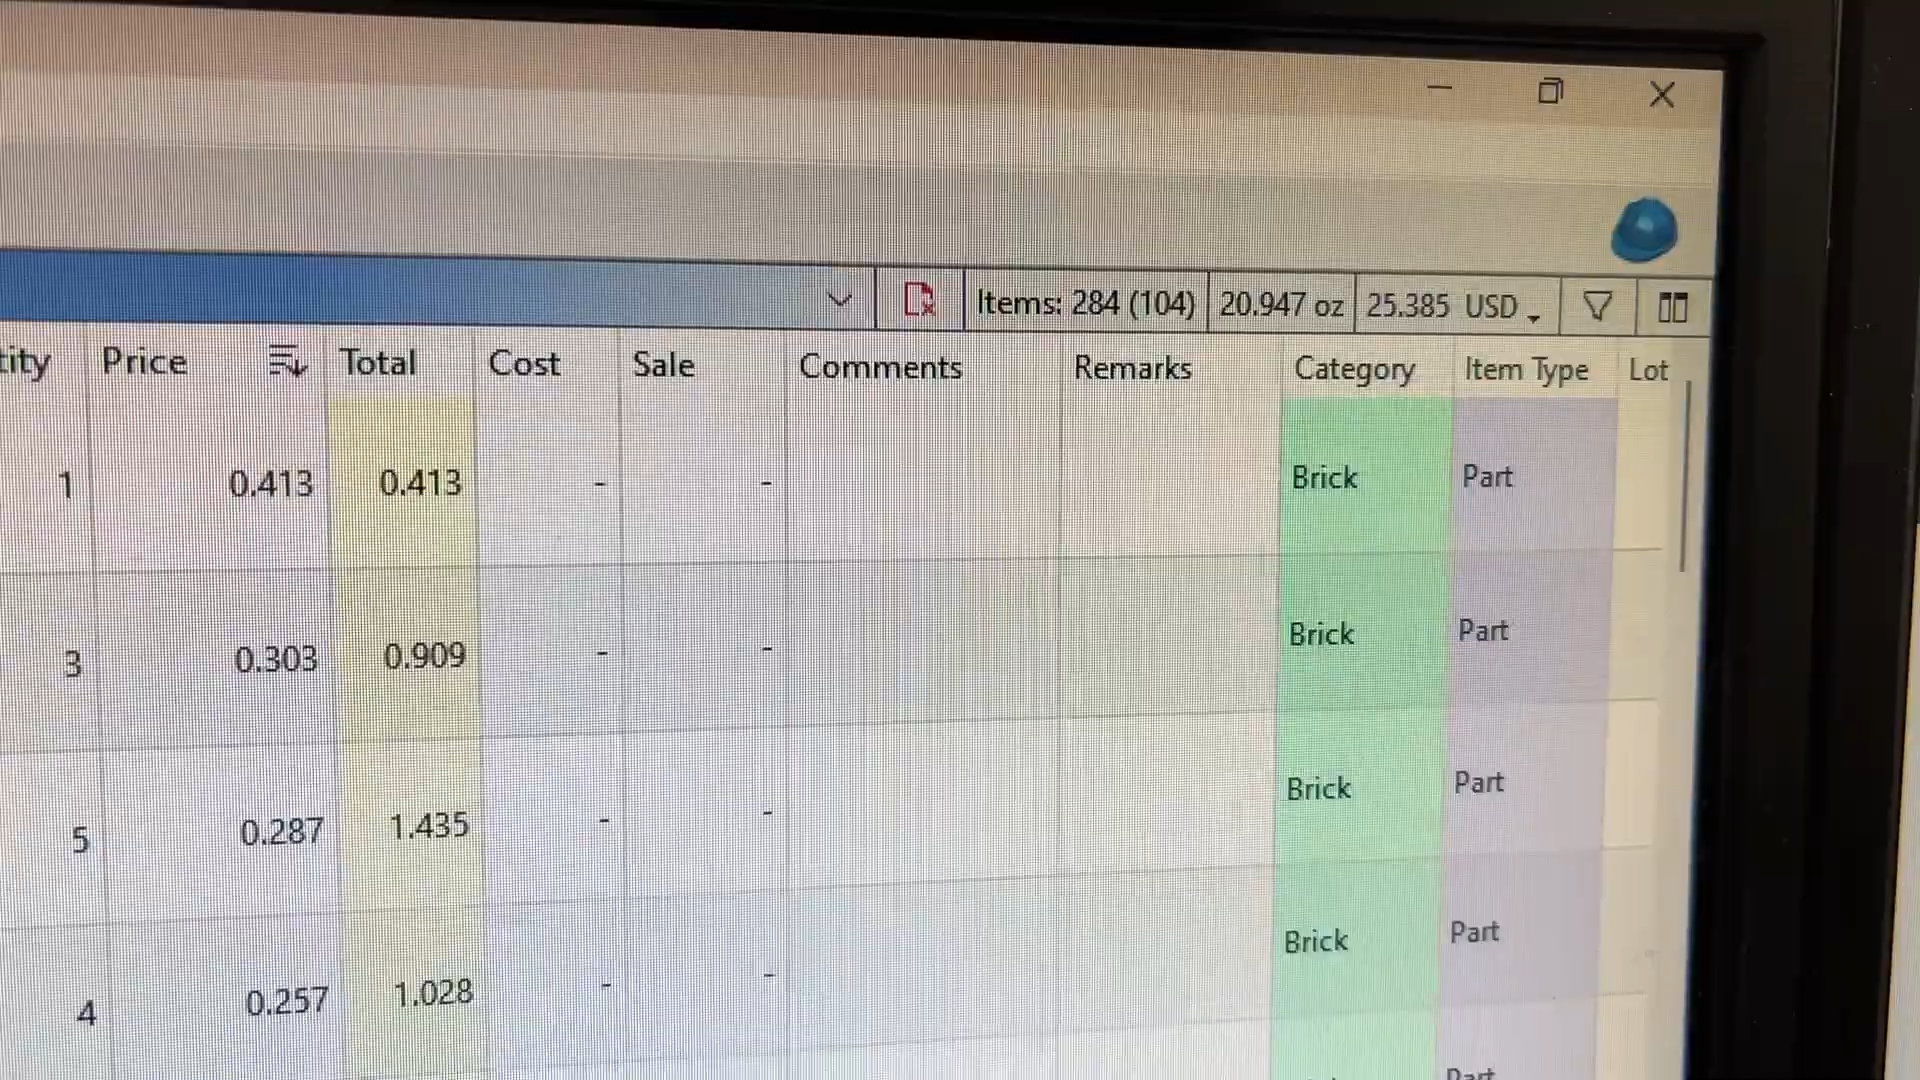 Items: 284 (104) 20.947 oz 25.385 USD
tity Price Total Cost Sale Comments Remarks Category Item Type Lot
1 0.413 0.413 - - Brick Part
3 0.303 0.909 - - Brick Part
5 0.287 1.435 - - Brick Part
4 0.257 1.028 - - Brick Part
Part